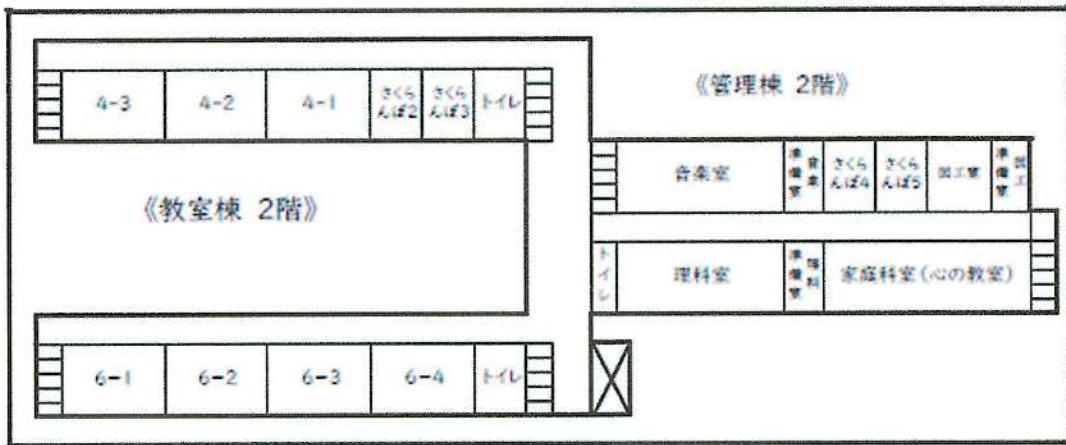 4-3
4-2
4-1
さくら
んぼ2
さくら
んぼ3
トイレ
《管理棟 2階》
音楽室
音楽
準備室
さくら
んぼ4
さくら
んぼ5
図工室
図工
準備室
《教室棟 2階》
トイレ
理科室
理科
準備室
家庭科室(心の教室)
6-1
6-2
6-3
6-4
トイレ